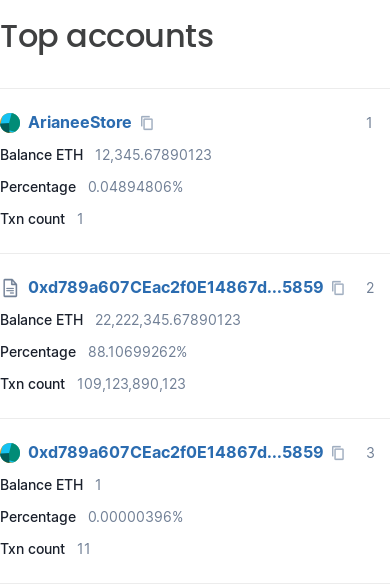 Top accounts
ArianeeStore 1
Balance ETH 12,345.67890123
Percentage 0.04894806%
Txn count 1
0xd789a607CEac2f0E14867d...5859 2
Balance ETH 22,222,345.67890123
Percentage 88.10699262%
Txn count 109,123,890,123
0xd789a607CEac2f0E14867d...5859 3
Balance ETH 1
Percentage 0.00000396%
Txn count 11